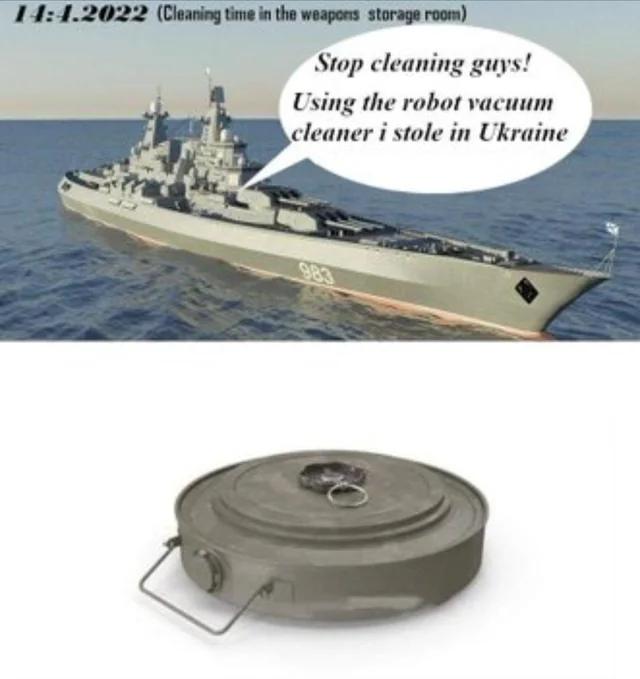 14:4.2022 (Cleaning time in the weapons storage room)
Stop cleaning guys!
Using the robot vacuum
cleaner i stole in Ukraine
983